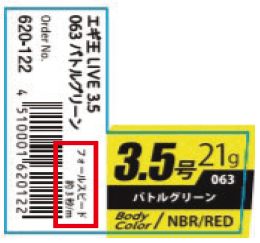 エギ王 LIVE 3.5
063 バトルグリーン
Order No.
620-122
4 510001 620122
フォールスピード
約3秒/m
3.5号 21g
063
バトルグリーン
Body Color / NBR/RED